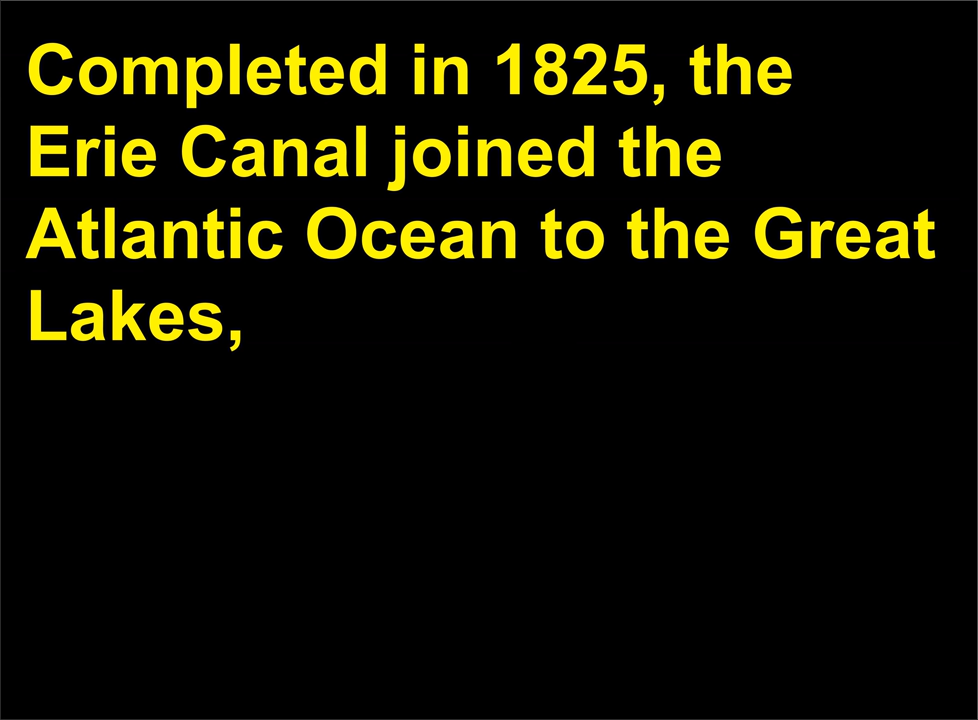 Completed in 1825, the
Erie Canal joined the
Atlantic Ocean to the Great
Lakes,